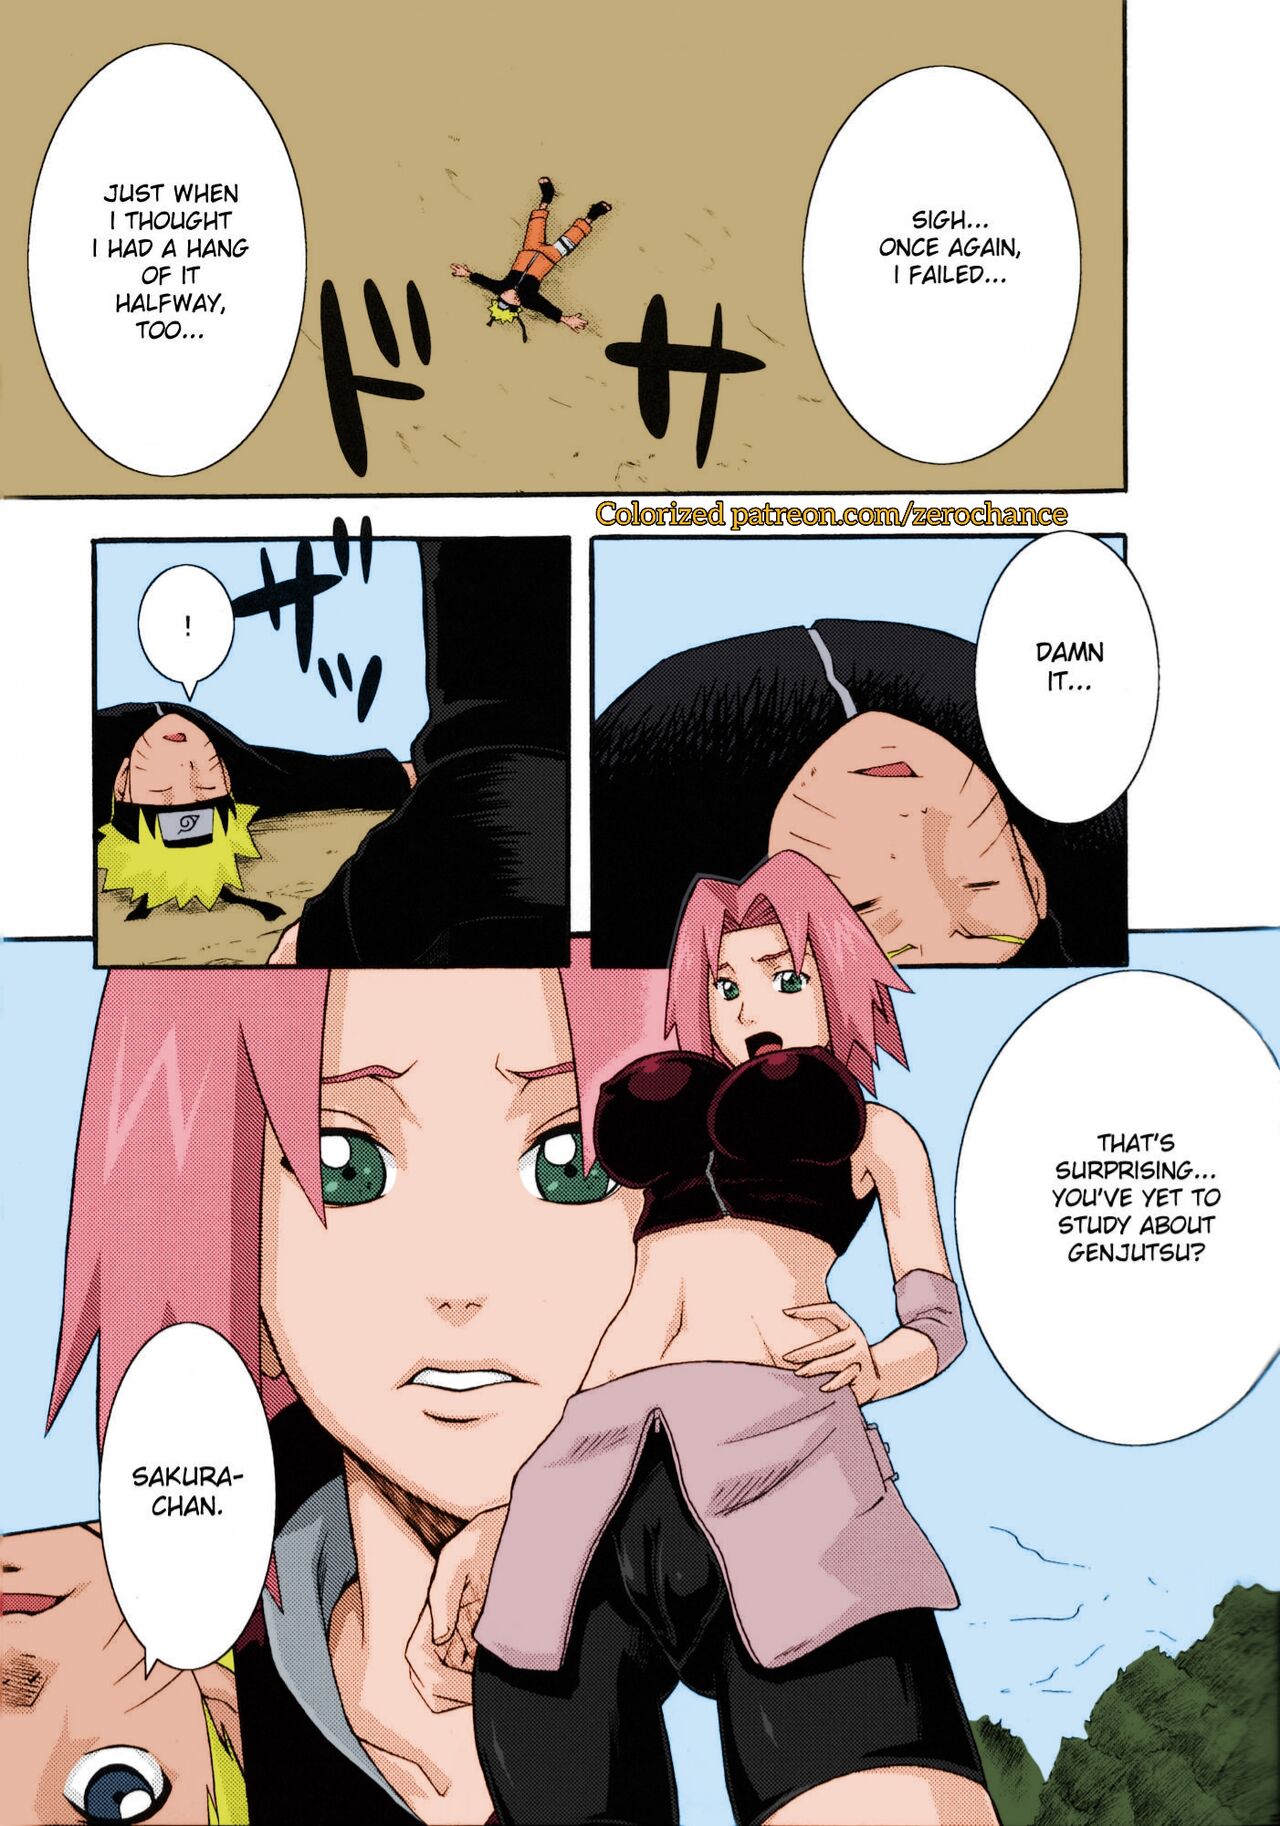 SIGH...
ONCE AGAIN,
I FAILED...
JUST WHEN
I THOUGHT
I HAD A HANG
OF IT
HALFWAY,
TOO...
ドサ
Colorized patreon.com/zerochance
DAMN
IT...
!
ザッ
THAT'S
SURPRISING...
YOU'VE YET TO
STUDY ABOUT
GENJUTSU?
SAKURA-
CHAN.